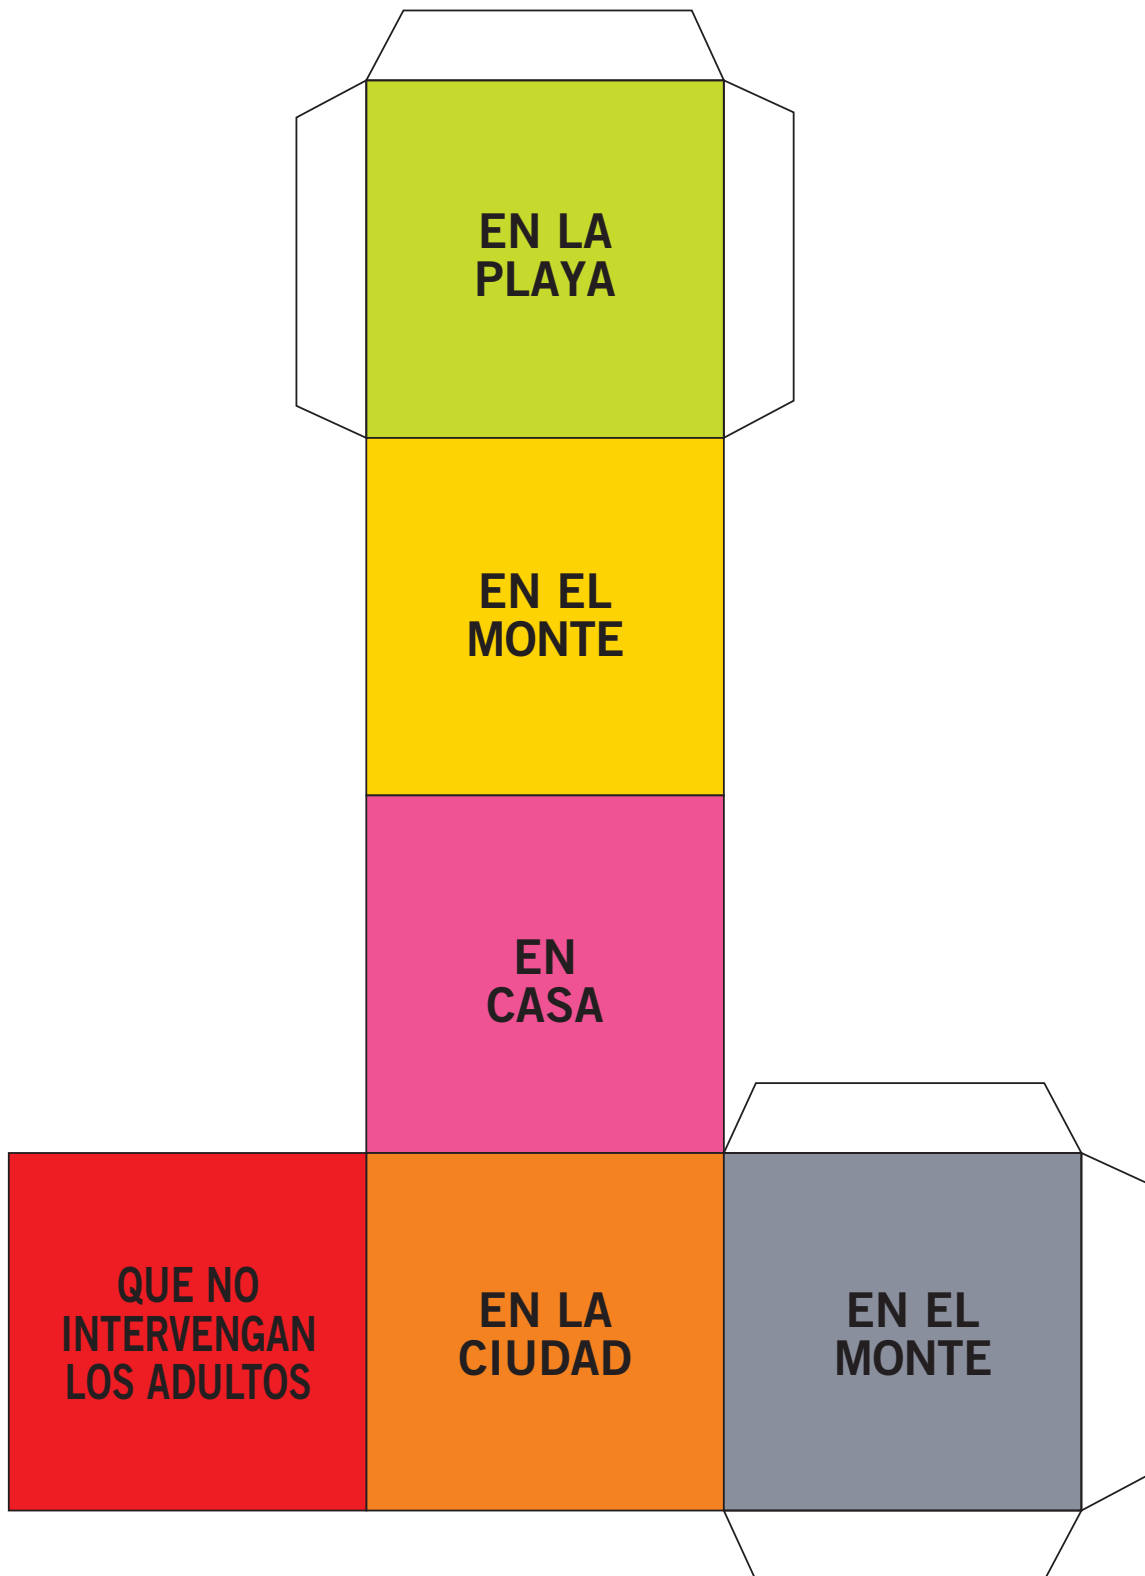 EN LA
PLAYA
EN EL
MONTE
EN
CASA
QUE NO
INTERVENGAN
LOS ADULTOS
EN LA
CIUDAD
EN EL
MONTE